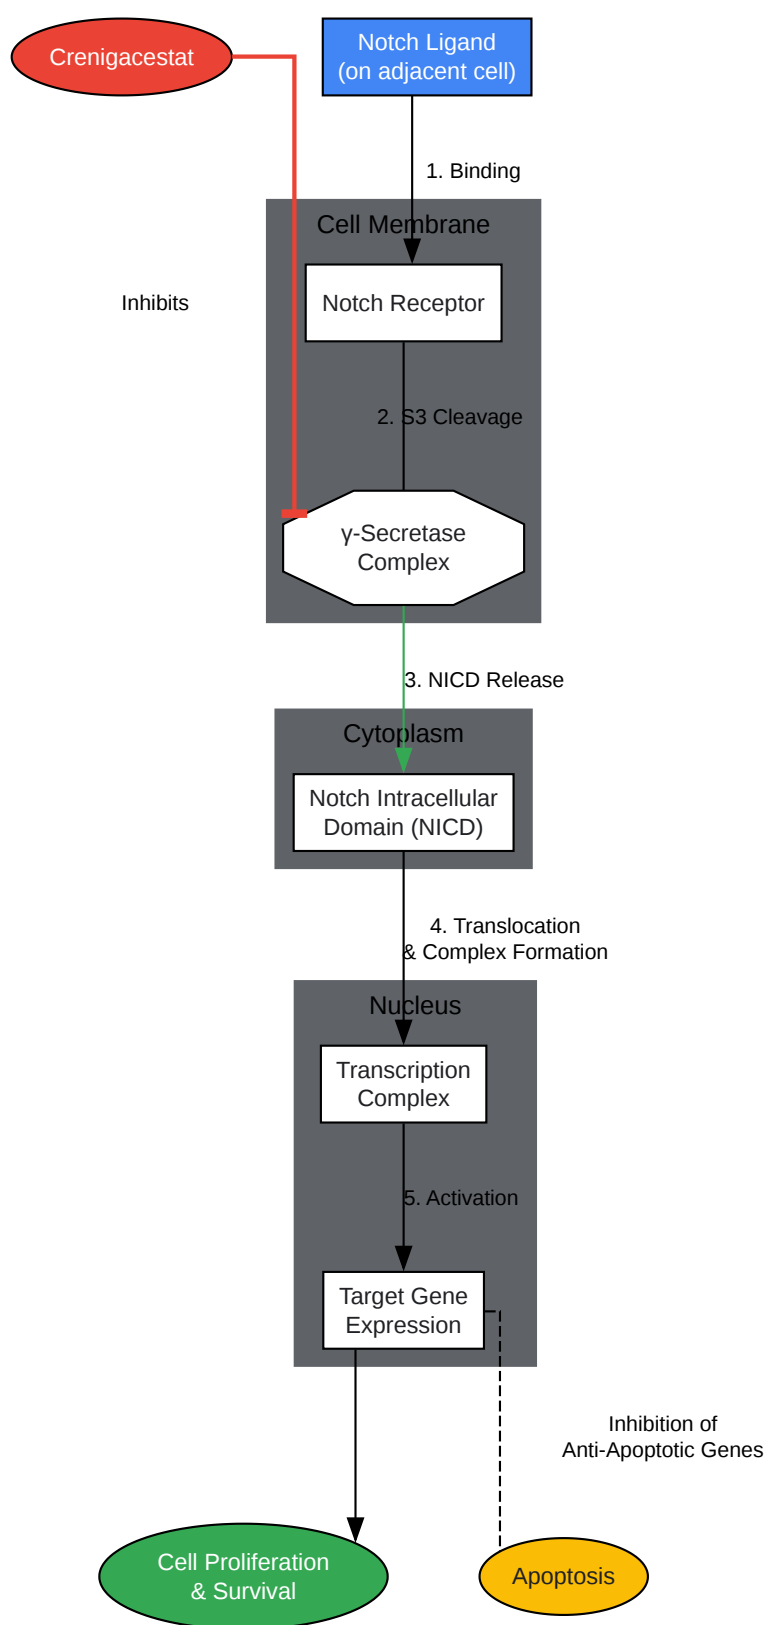 Crenigacestat
Notch Ligand
(on adjacent cell)
1. Binding
Cell Membrane
Inhibits
Notch Receptor
2. S3 Cleavage
γ-Secretase
Complex
3. NICD Release
Cytoplasm
Notch Intracellular
Domain (NICD)
4. Translocation
& Complex Formation
Nucleus
Transcription
Complex
5. Activation
Target Gene
Expression
Inhibition of
Anti-Apoptotic Genes
Cell Proliferation
& Survival
Apoptosis